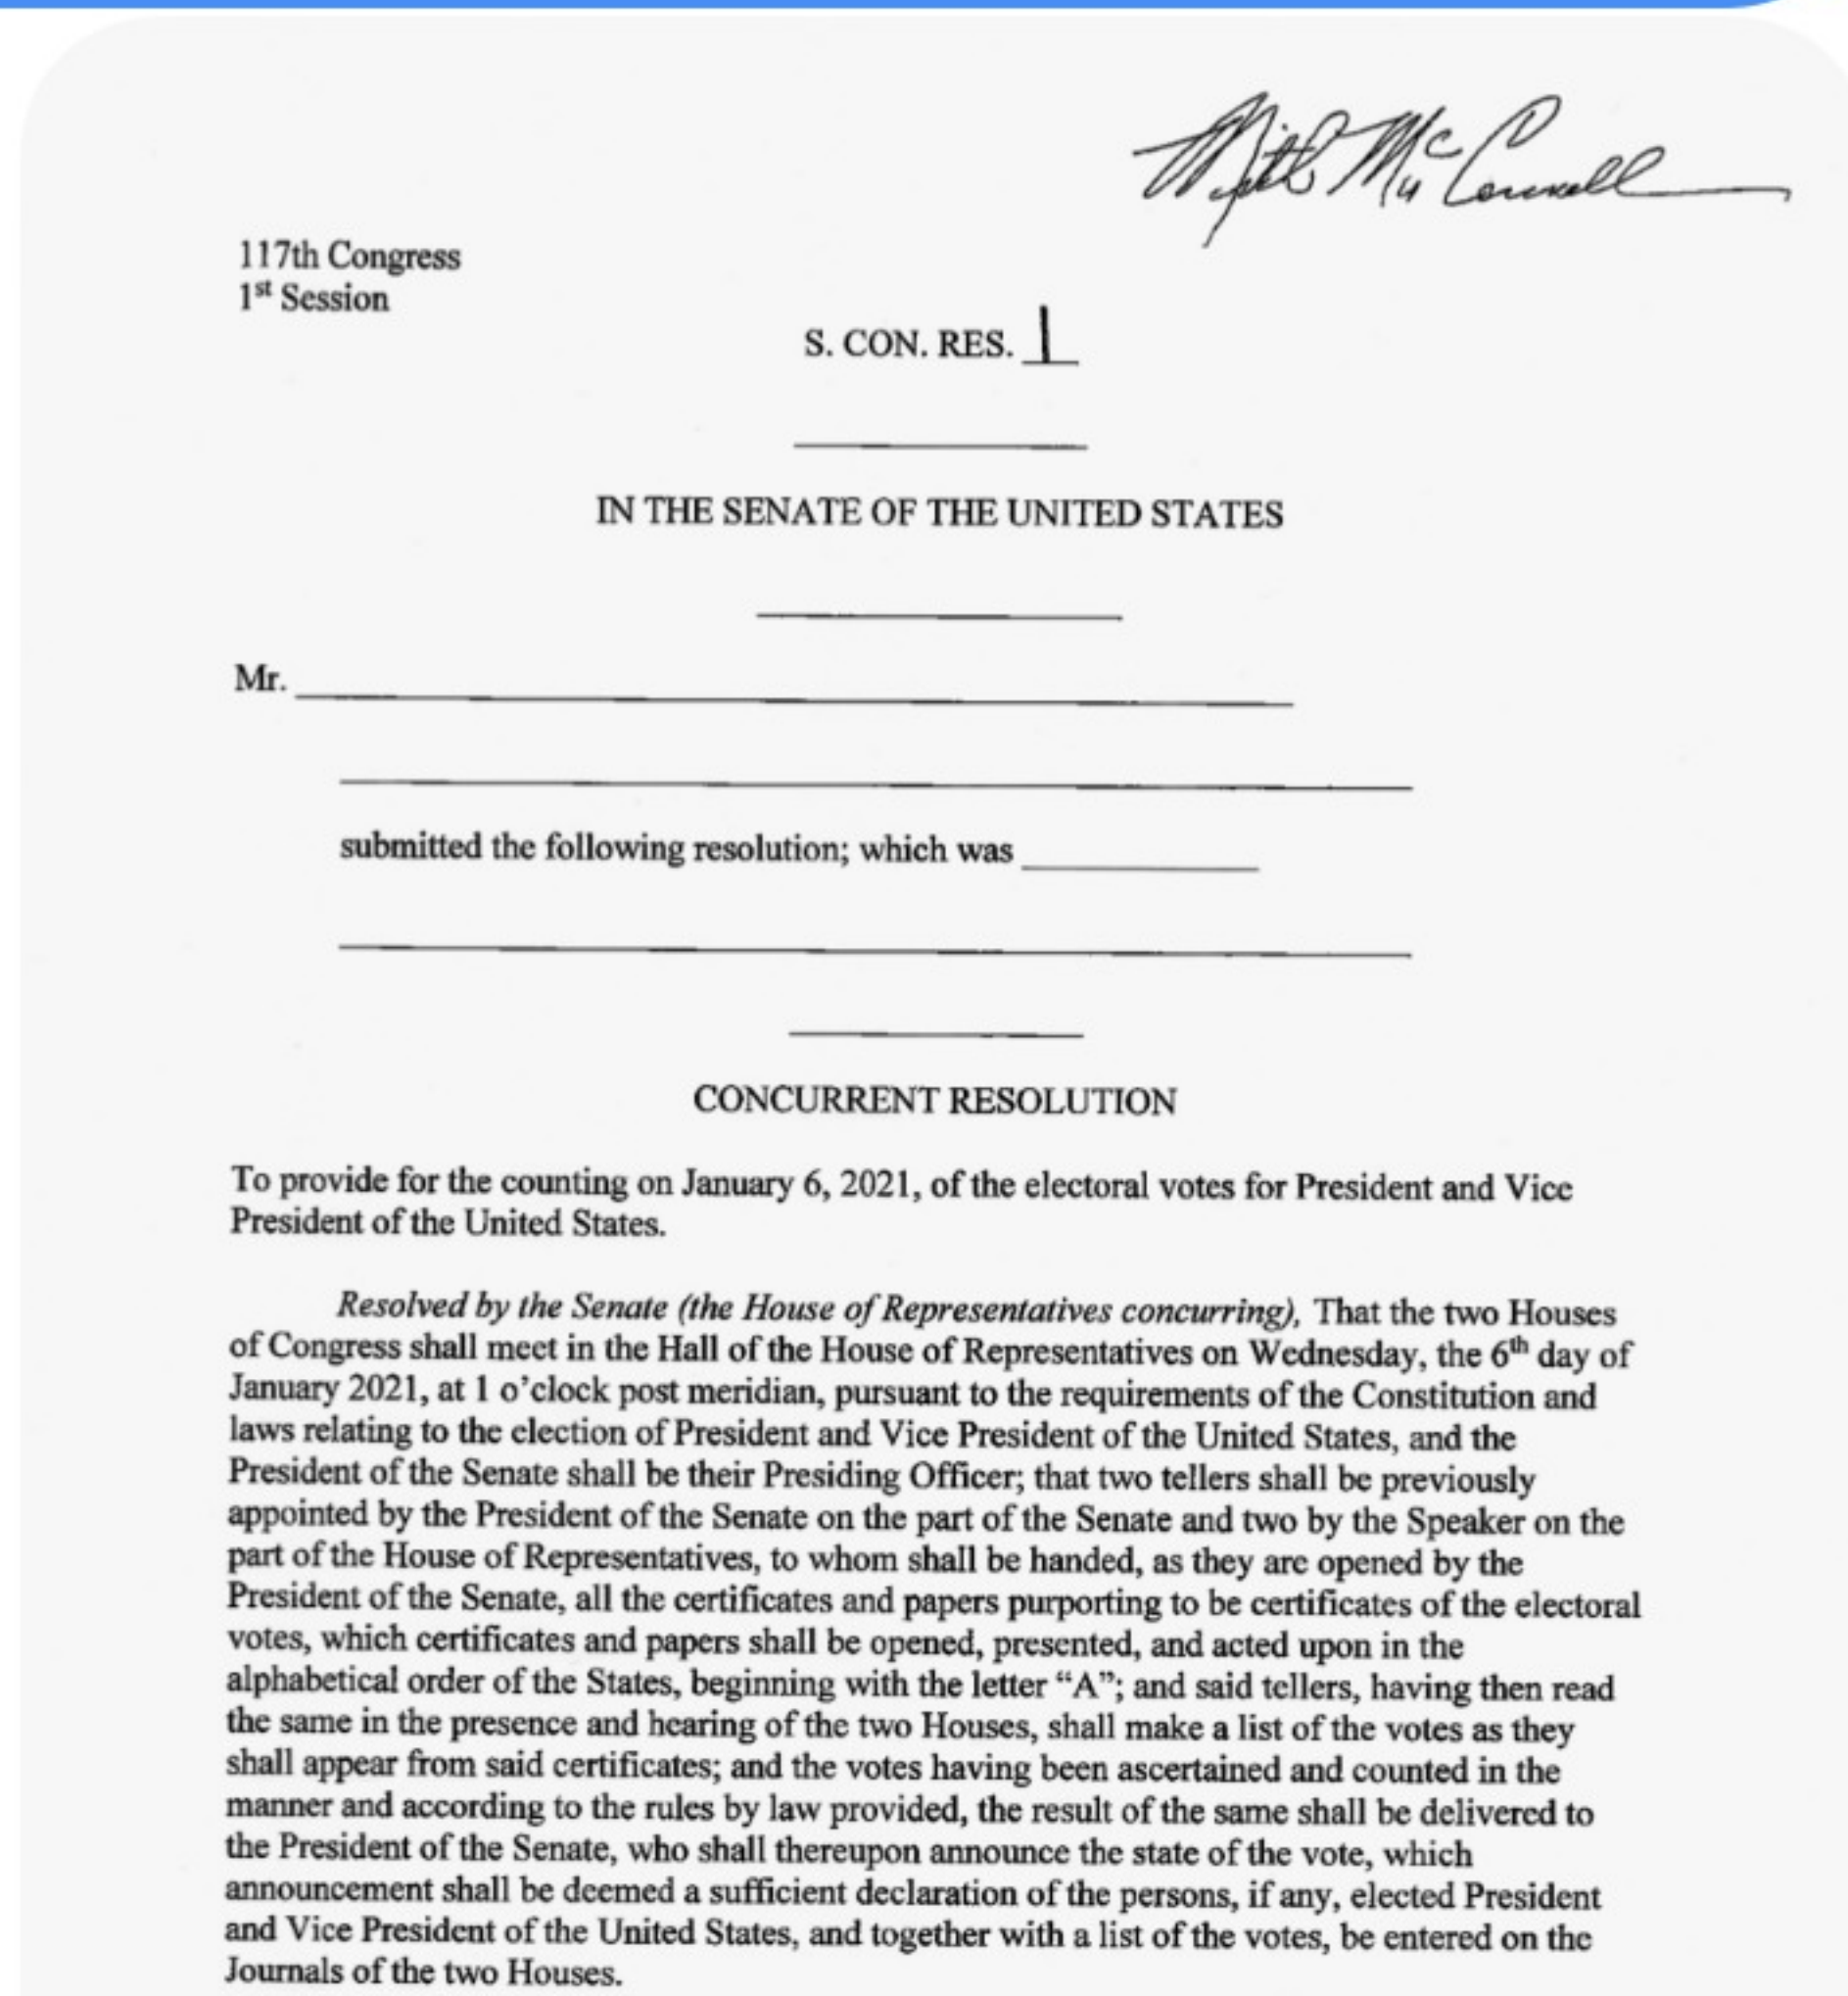 Mitch McConnell
117th Congress
1st Session
S. CON. RES. 1
IN THE SENATE OF THE UNITED STATES
Mr.
submitted the following resolution; which was
CONCURRENT RESOLUTION
To provide for the counting on January 6, 2021, of the electoral votes for President and Vice
President of the United States.
Resolved by the Senate (the House of Representatives concurring), That the two Houses
of Congress shall meet in the Hall of the House of Representatives on Wednesday, the 6th day of
January 2021, at 1 o’clock post meridian, pursuant to the requirements of the Constitution and
laws relating to the election of President and Vice President of the United States, and the
President of the Senate shall be their Presiding Officer; that two tellers shall be previously
appointed by the President of the Senate on the part of the Senate and two by the Speaker on the
part of the House of Representatives, to whom shall be handed, as they are opened by the
President of the Senate, all the certificates and papers purporting to be certificates of the electoral
votes, which certificates and papers shall be opened, presented, and acted upon in the
alphabetical order of the States, beginning with the letter “A”; and said tellers, having then read
the same in the presence and hearing of the two Houses, shall make a list of the votes as they
shall appear from said certificates; and the votes having been ascertained and counted in the
manner and according to the rules by law provided, the result of the same shall be delivered to
the President of the Senate, who shall thereupon announce the state of the vote, which
announcement shall be deemed a sufficient declaration of the persons, if any, elected President
and Vice President of the United States, and together with a list of the votes, be entered on the
Journals of the two Houses.